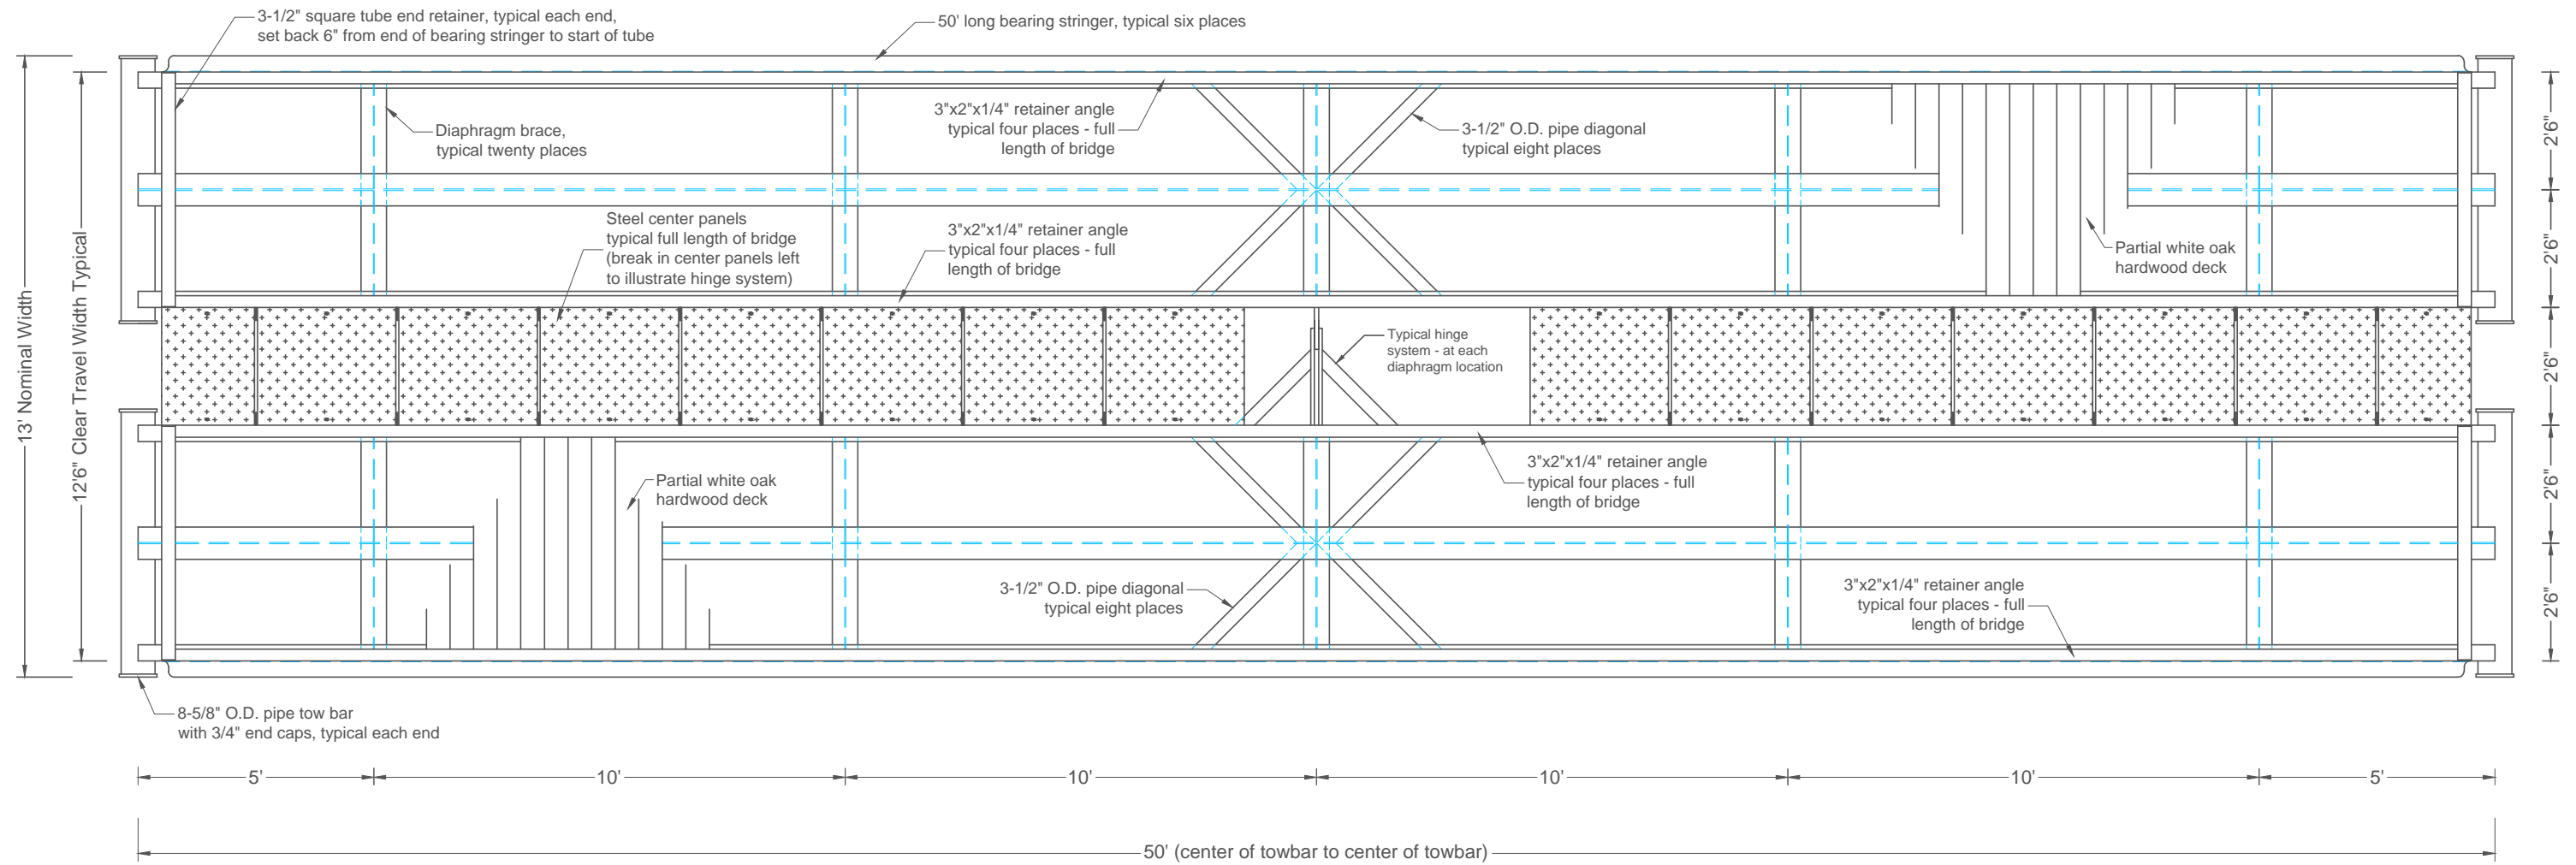 3-1/2" square tube end retainer, typical each end,
set back 6" from end of bearing stringer to start of tube
50' long bearing stringer, typical six places
Diaphragm brace,
typical twenty places
3"x2"x1/4" retainer angle
typical four places - full
length of bridge
3-1/2" O.D. pipe diagonal
typical eight places
Steel center panels
typical full length of bridge
(break in center panels left
to illustrate hinge system)
3"x2"x1/4" retainer angle
typical four places - full
length of bridge
Partial white oak
hardwood deck
13' Nominal Width
12'6" Clear Travel Width Typical
Typical hinge
system - at each
diaphragm location
2'6"
2'6"
2'6"
2'6"
2'6"
Partial white oak
hardwood deck
3"x2"x1/4" retainer angle
typical four places - full
length of bridge
3-1/2" O.D. pipe diagonal
typical eight places
3"x2"x1/4" retainer angle
typical four places - full
length of bridge
8-5/8" O.D. pipe tow bar
with 3/4" end caps, typical each end
5'
10'
10'
10'
10'
5'
50' (center of towbar to center of towbar)